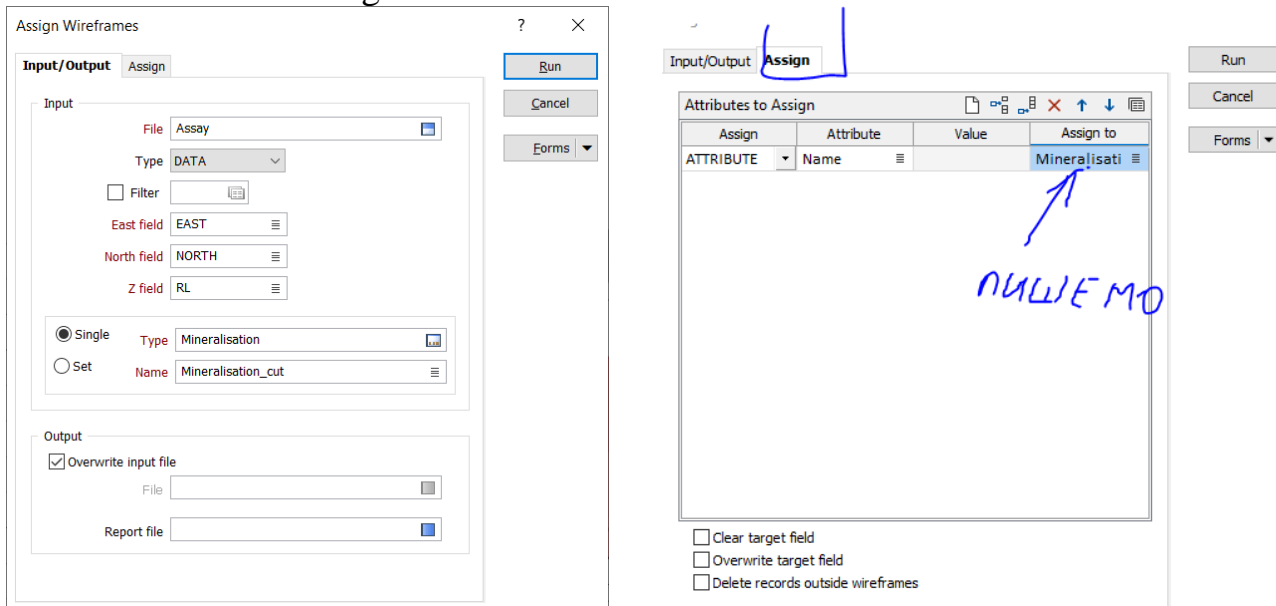 Assign Wireframes
? ×
Input/Output Assign
Run
Cancel
Forms
Input
File Assay
Type DATA
Filter
East field EAST
North field NORTH
Z field RL
Single Type Mineralisation
Set Name Mineralisation_cut
Output
Overwrite input file
File
Report file
Input/Output Assign
Run
Cancel
Forms
Attributes to Assign
Assign Attribute Value Assign to
ATTRIBUTE Name Mineralisati
пишемо
Clear target field
Overwrite target field
Delete records outside wireframes